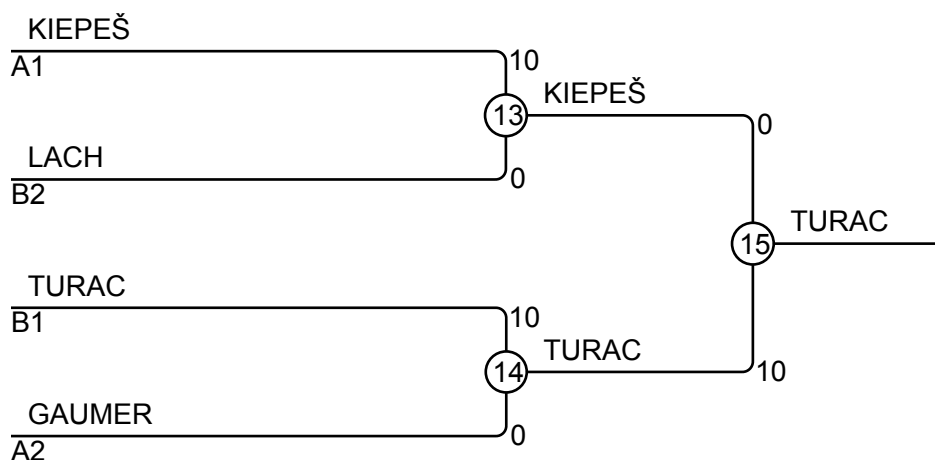 KIEPEŠ
A1
10
13
KIEPEŠ
0
LACH
B2
0
15
TURAC
TURAC
B1
10
14
TURAC
10
GAUMER
A2
0